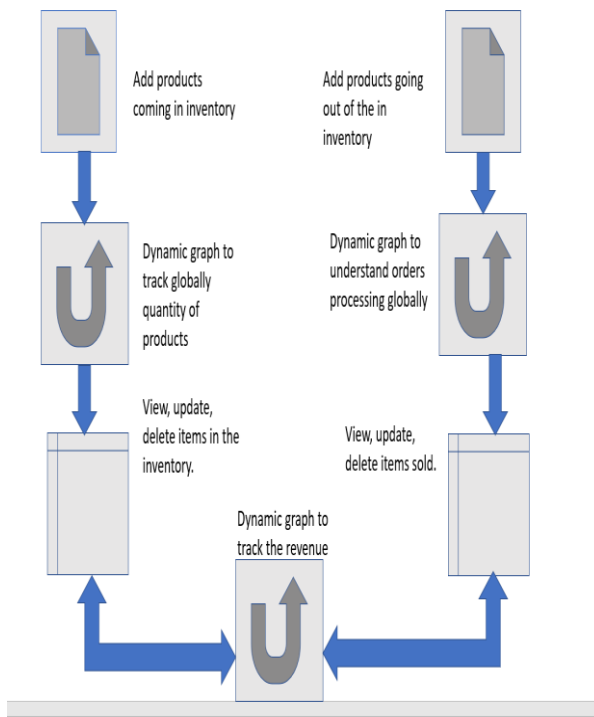 Add products
coming in inventory
Add products going
out of the in
inventory
Dynamic graph to
track globally
quantity of
products
Dynamic graph to
understand orders
processing globally
View, update,
delete items in the
inventory.
View, update,
delete items sold.
Dynamic graph to
track the revenue